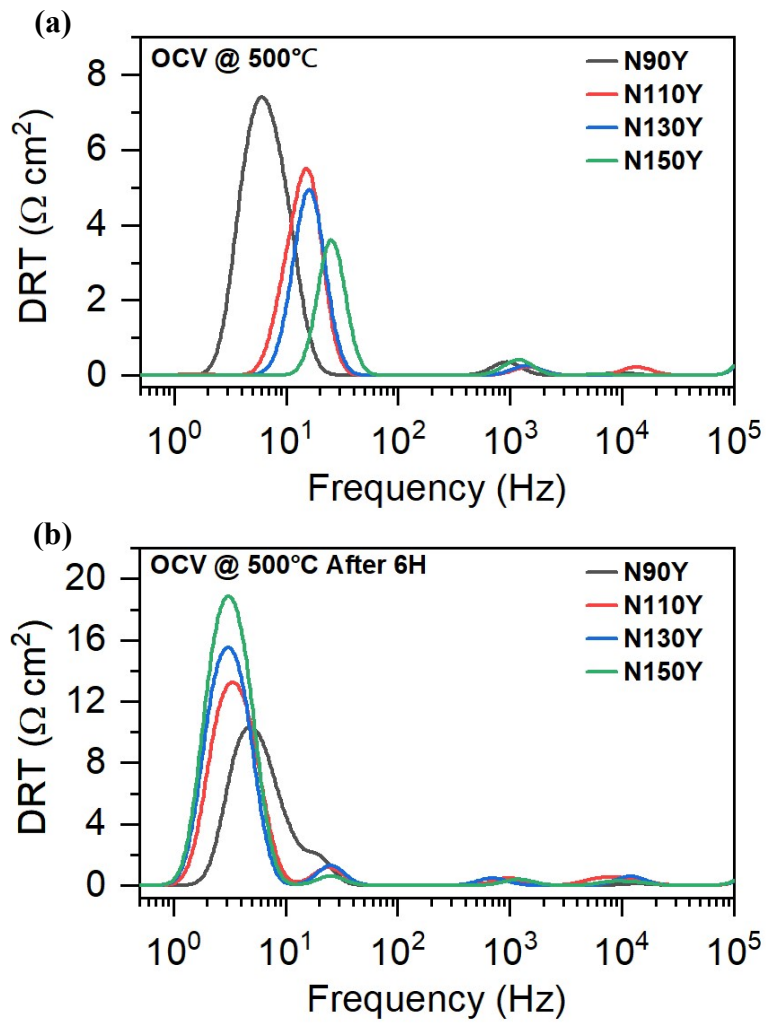 (a)
OCV @ 500℃
N90Y
N110Y
N130Y
N150Y
8
6
4
2
0
DRT (Ω cm²)
10⁰ 10¹ 10² 10³ 10⁴ 10⁵
Frequency (Hz)
(b)
OCV @ 500°C After 6H
N90Y
N110Y
N130Y
N150Y
20
16
12
8
4
0
DRT (Ω cm²)
10⁰ 10¹ 10² 10³ 10⁴ 10⁵
Frequency (Hz)